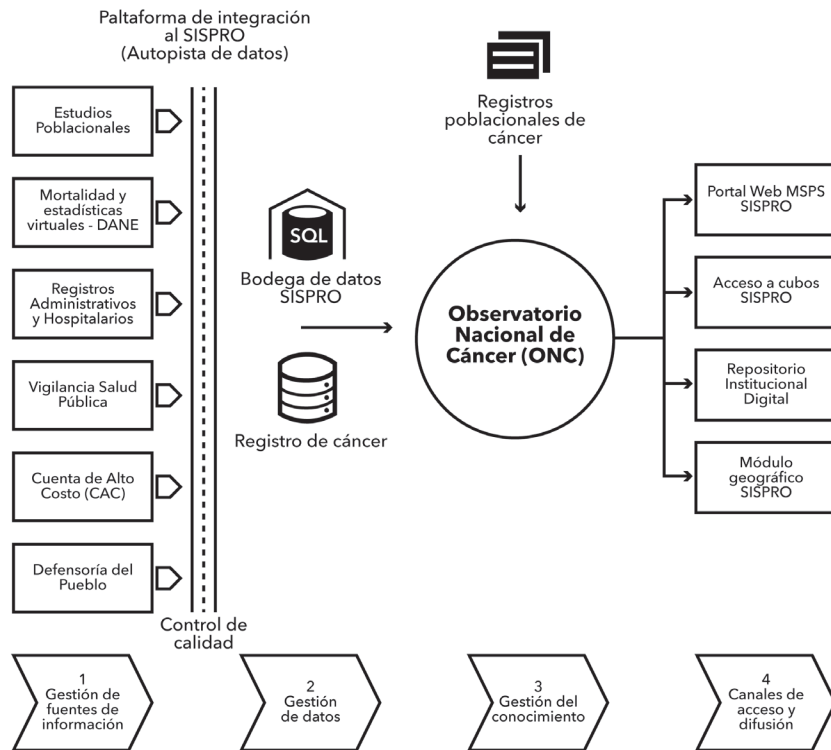 Paltaforma de integración
al SISPRO
(Autopista de datos)
Estudios
Poblacionales
Mortalidad y
estadísticas
virtuales - DANE
Registros
Administrativos
y Hospitalarios
Vigilancia Salud
Pública
Cuenta de Alto
Costo (CAC)
Defensoría del
Pueblo
Control de
calidad
SQL
Bodega de datos
SISPRO
Registro de cáncer
Registros
poblacionales de
cáncer
Observatorio
Nacional de
Cáncer (ONC)
Portal Web MSPS
SISPRO
Acceso a cubos
SISPRO
Repositorio
Institucional
Digital
Módulo
geográfico
SISPRO
1
Gestión de
fuentes de
información
2
Gestión
de datos
3
Gestión del
conocimiento
4
Canales de
acceso y
difusión